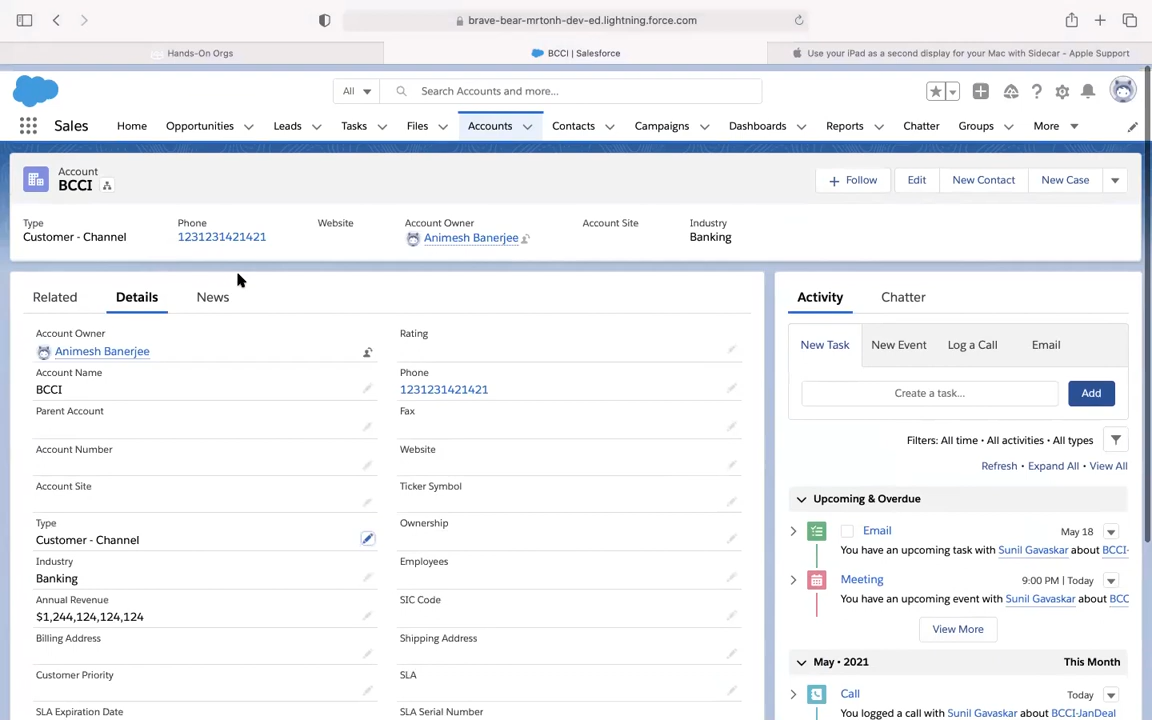 brave-bear-mrtonh-dev-ed.lightning.force.com
Hands-On Orgs
BCCI | Salesforce
Use your iPad as a second display for your Mac with Sidecar - Apple Support
All
Search Accounts and more...
Sales
Home
Opportunities
Leads
Tasks
Files
Accounts
Contacts
Campaigns
Dashboards
Reports
Chatter
Groups
More
Account
BCCI
+ Follow
Edit
New Contact
New Case
Type
Customer - Channel
Phone
1231231421421
Website
Account Owner
Animesh Banerjee
Account Site
Industry
Banking
Related
Details
News
Account Owner
Animesh Banerjee
Rating
Account Name
BCCI
Phone
1231231421421
Parent Account
Fax
Account Number
Website
Account Site
Ticker Symbol
Type
Customer - Channel
Ownership
Industry
Banking
Employees
Annual Revenue
$1,244,124,124,124
SIC Code
Billing Address
Shipping Address
Customer Priority
SLA
SLA Expiration Date
SLA Serial Number
Activity
Chatter
New Task
New Event
Log a Call
Email
Create a task...
Add
Filters: All time • All activities • All types
Refresh • Expand All • View All
Upcoming & Overdue
Email
May 18
You have an upcoming task with Sunil Gavaskar about BCCI-
Meeting
9:00 PM | Today
You have an upcoming event with Sunil Gavaskar about BCC
View More
May • 2021
This Month
Call
Today
You logged a call with Sunil Gavaskar about BCCI-JanDeal